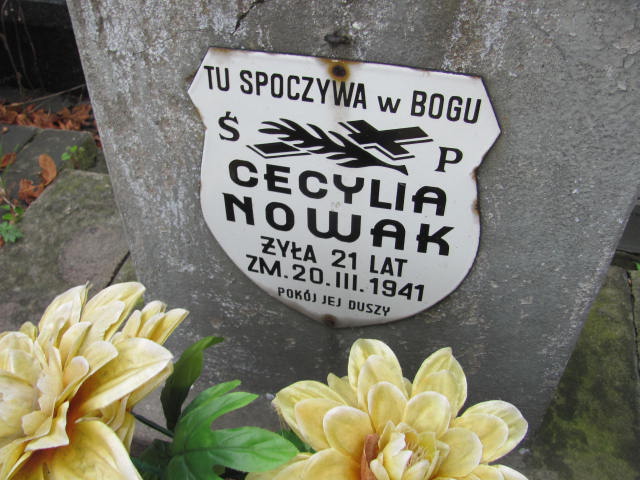 TU SPOCZYWA w BOGU
Ś P
CECYLIA
NOWAK
ŻYŁA 21 LAT
ZM. 20. III. 1941
POKÓJ JEJ DUSZY